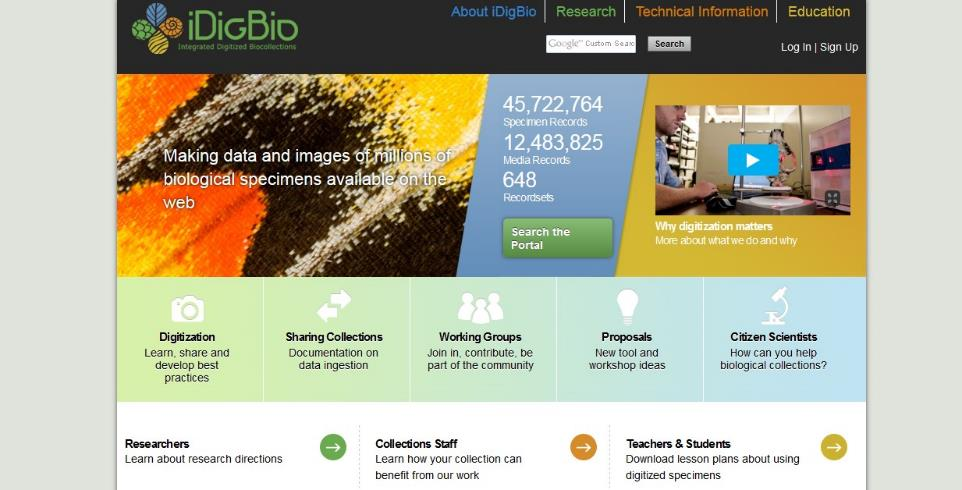 iDigBio
Integrated Digitized Biocollections
About iDigBio
Research
Technical Information
Education
Google™ Custom Searc
Search
Log In | Sign Up
Making data and images of millions of
biological specimens available on the
web
45,722,764
Specimen Records
12,483,825
Media Records
648
Recordsets
Search the
Portal
Why digitization matters
More about what we do and why
Digitization
Learn, share and
develop best
practices
Sharing Collections
Documentation on
data ingestion
Working Groups
Join in, contribute, be
part of the community
Proposals
New tool and
workshop ideas
Citizen Scientists
How can you help
biological collections?
Researchers
Learn about research directions
Collections Staff
Learn how your collection can
benefit from our work
Teachers & Students
Download lesson plans about using
digitized specimens